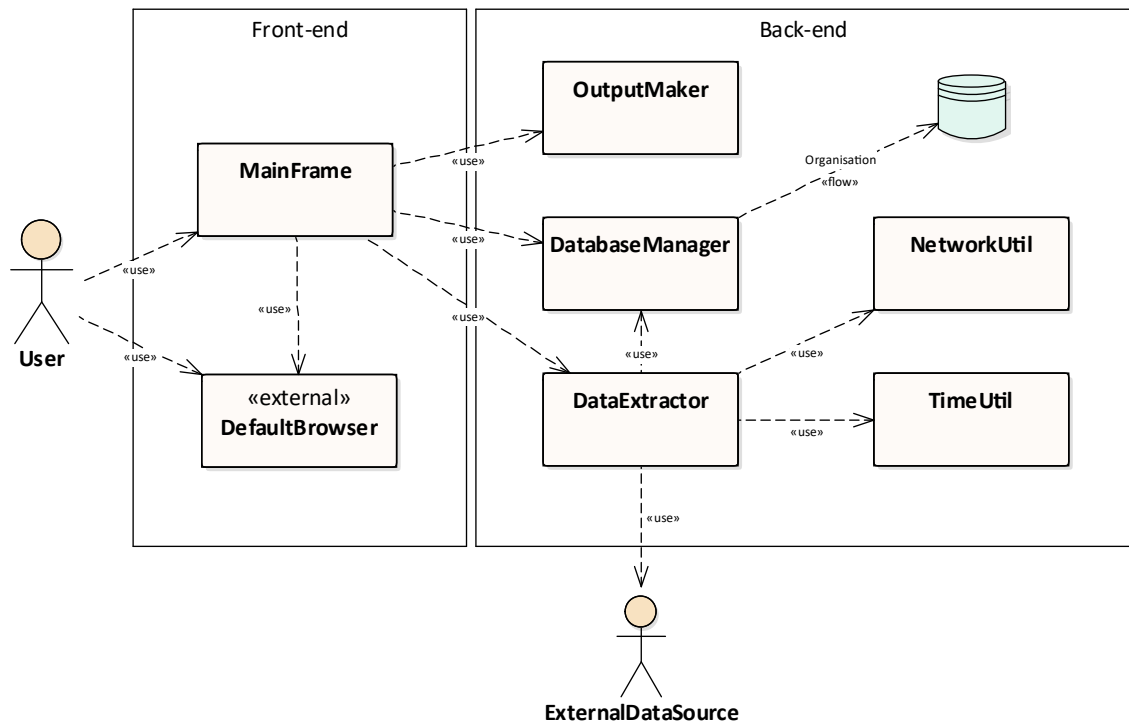 Front-end
Back-end
OutputMaker
MainFrame
«use»
Organisation
«flow»
DatabaseManager
NetworkUtil
«use»
«use»
«use»
«use»
«use»
«use»
«use»
User
«external»
DefaultBrowser
DataExtractor
TimeUtil
«use»
«use»
ExternalDataSource